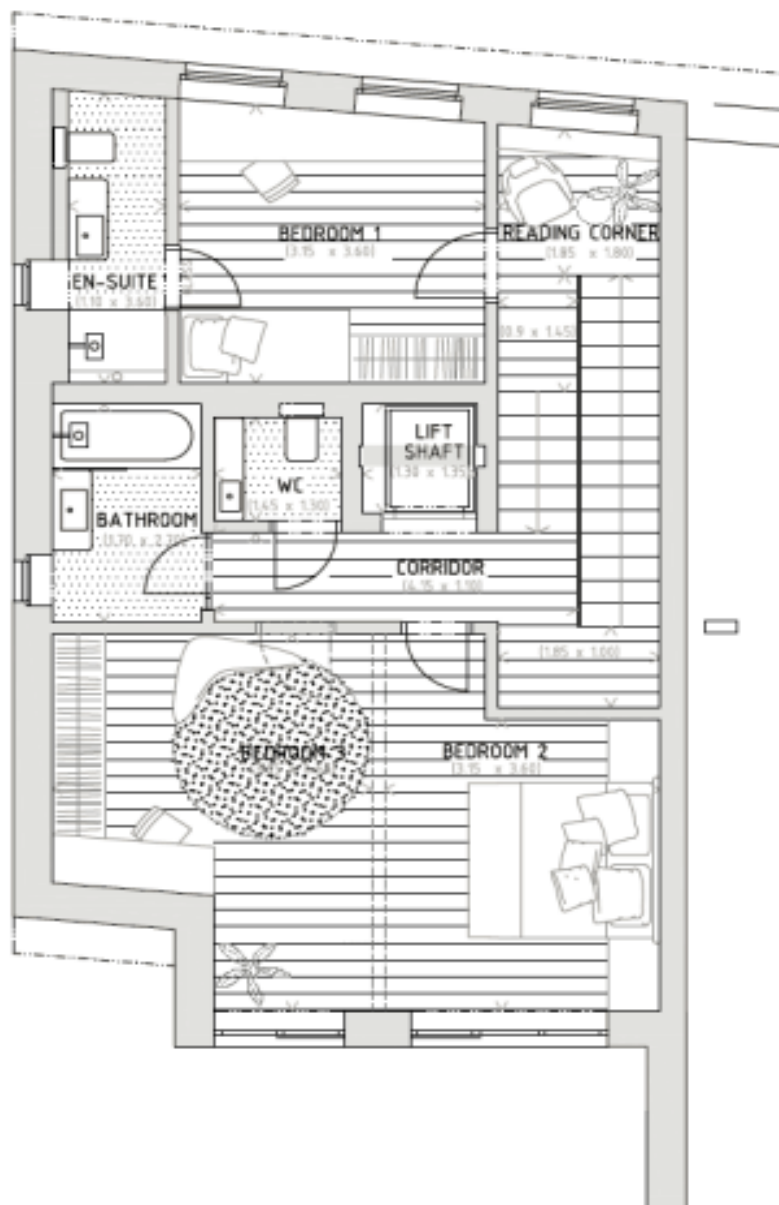 BEDROOM 1
(3.15 x 3.60)
READING CORNER
(1.85 x 1.80)
EN-SUITE
(1.10 x 3.60)
(0.9 x 1.45)
LIFT
SHAFT
(1.30 x 1.35)
WC
(1.45 x 1.30)
BATHROOM
(1.70 x 2.20)
CORRIDOR
(4.15 x 1.10)
(1.85 x 1.00)
BEDROOM 3
BEDROOM 2
(3.15 x 3.60)